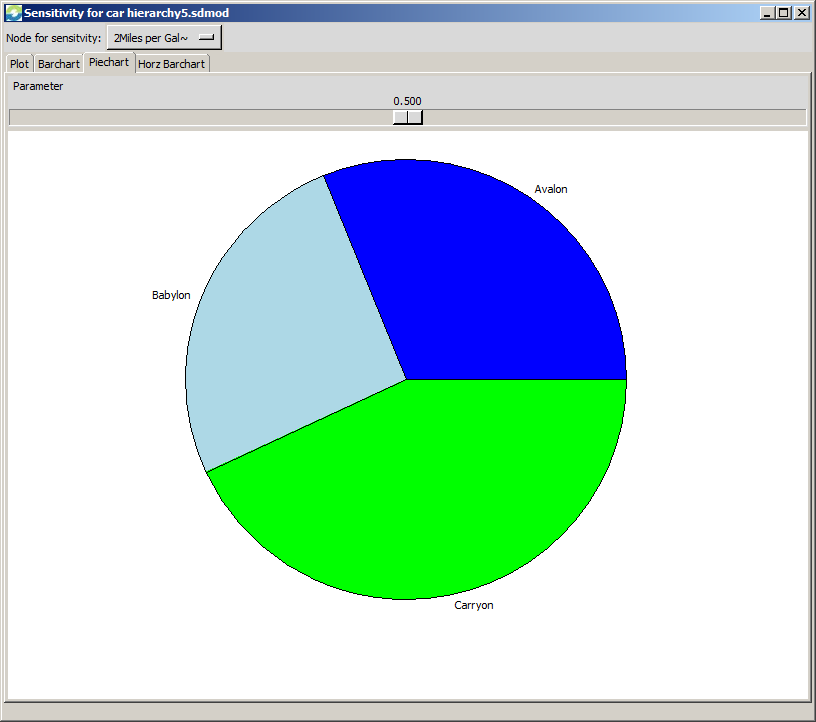 Sensitivity for car hierarchy5.sdmod
Node for sensitvity: 2Miles per Gal~
Plot Barchart Piechart Horz Barchart
Parameter
0.500
Avalon
Babylon
Carryon